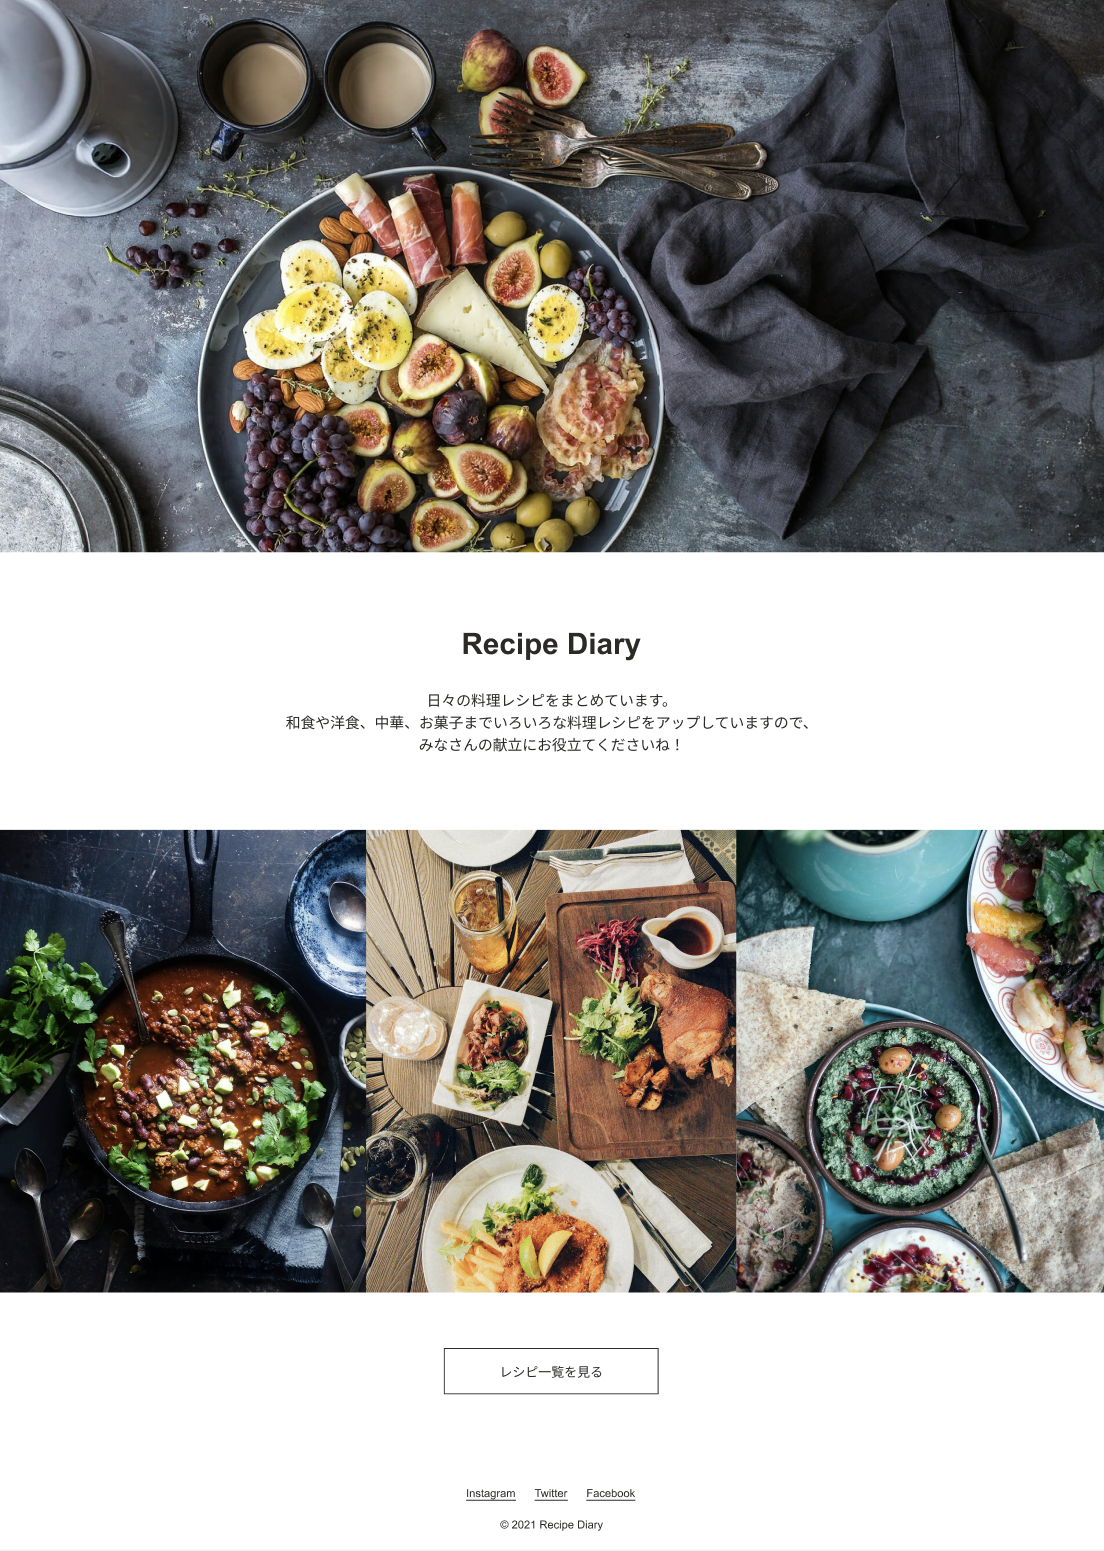 Recipe Diary
日々の料理レシピをまとめています。
和食や洋食、中華、お菓子までいろいろな料理レシピをアップしていますので、
みなさんの献立にお役立てくださいね！
レシピ一覧を見る
Instagram Twitter Facebook
© 2021 Recipe Diary